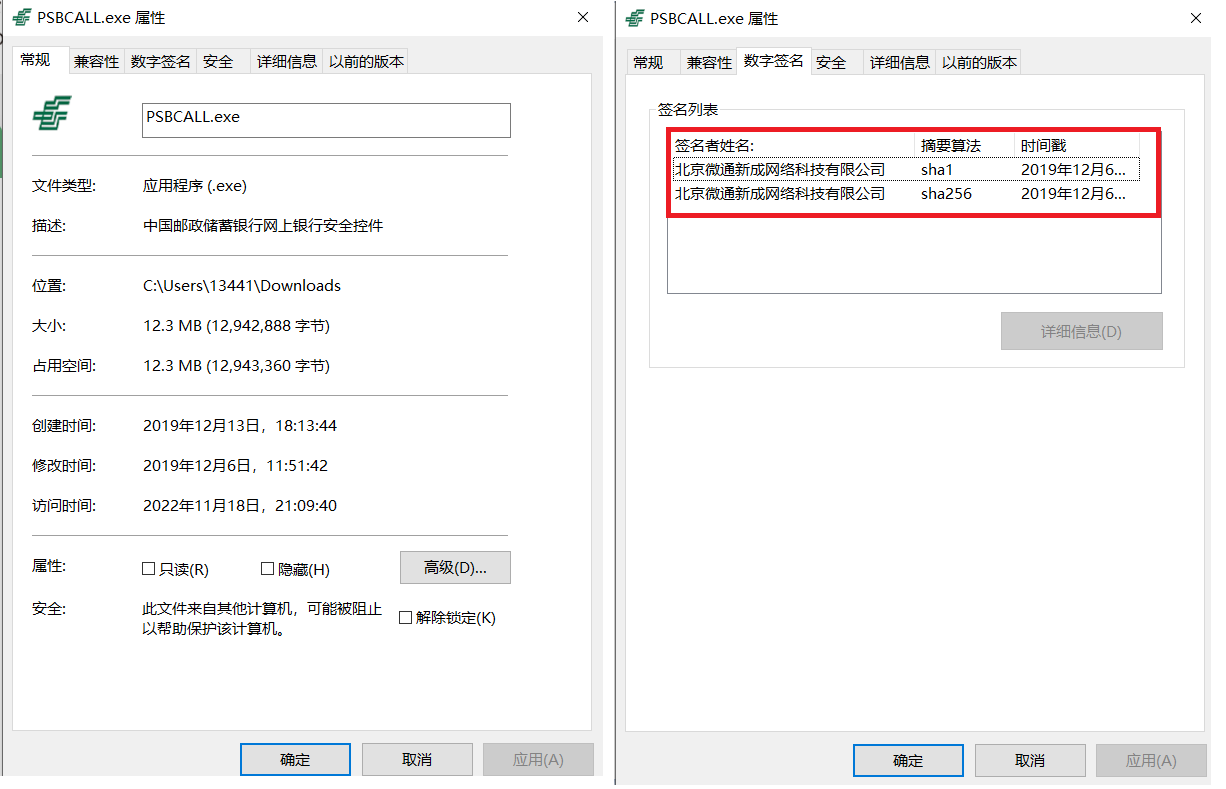 PSBCALL.exe 属性
常规 兼容性 数字签名 安全 详细信息 以前的版本
PSBCALL.exe
文件类型: 应用程序 (.exe)
描述: 中国邮政储蓄银行网上银行安全控件
位置: C:\Users\13441\Downloads
大小: 12.3 MB (12,942,888 字节)
占用空间: 12.3 MB (12,943,360 字节)
创建时间: 2019年12月13日，18:13:44
修改时间: 2019年12月6日，11:51:42
访问时间: 2022年11月18日，21:09:40
属性: 只读(R) 隐藏(H) 高级(D)...
安全: 此文件来自其他计算机，可能被阻止
以帮助保护该计算机。 解除锁定(K)
确定 取消 应用(A)
PSBCALL.exe 属性
常规 兼容性 数字签名 安全 详细信息 以前的版本
签名列表
签名者姓名: 摘要算法 时间戳
北京微通新成网络科技有限公司 sha1 2019年12月6...
北京微通新成网络科技有限公司 sha256 2019年12月6...
详细信息(D)
确定 取消 应用(A)